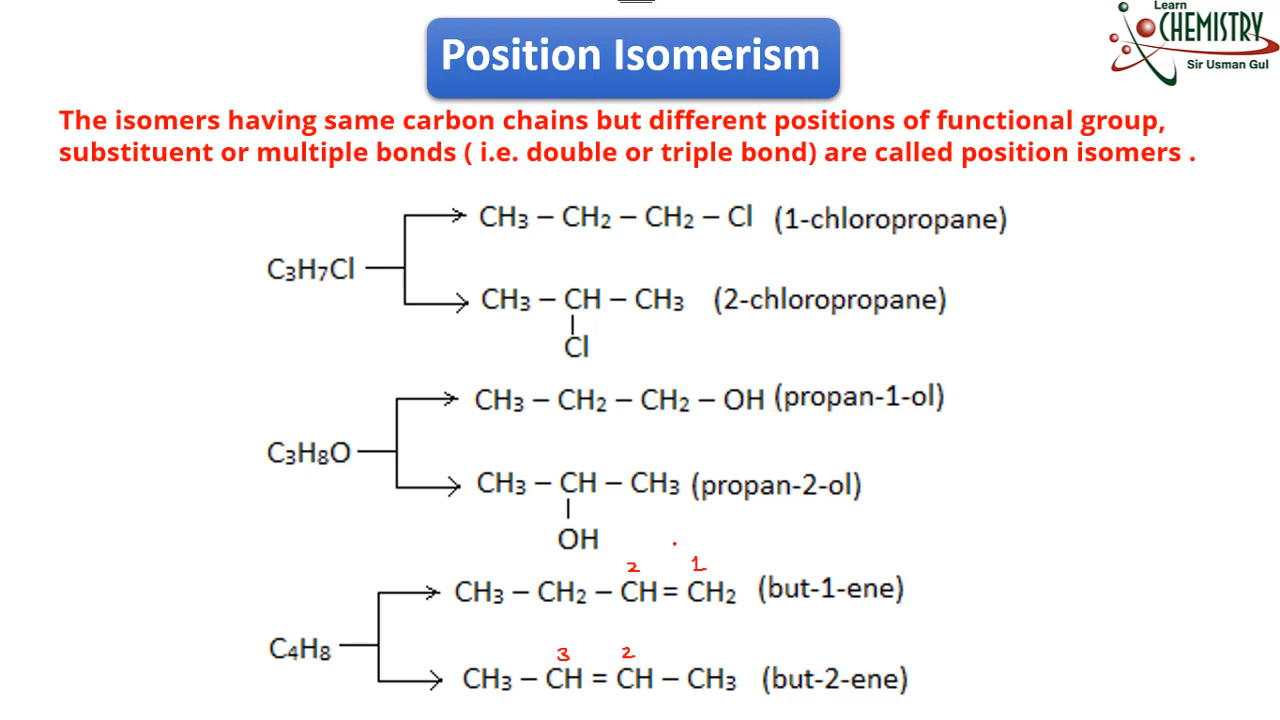 Learn
CHEMISTRY
Sir Usman Gul
Position Isomerism
The isomers having same carbon chains but different positions of functional group,
substituent or multiple bonds ( i.e. double or triple bond) are called position isomers .
CH₃ – CH₂ – CH₂ – Cl (1-chloropropane)
C₃H₇Cl
CH₃ – CH – CH₃ (2-chloropropane)
Cl
CH₃ – CH₂ – CH₂ – OH (propan-1-ol)
C₃H₈O
CH₃ – CH – CH₃ (propan-2-ol)
OH
2 1
CH₃ – CH₂ – CH = CH₂ (but-1-ene)
C₄H₈
3 2
CH₃ – CH = CH – CH₃ (but-2-ene)